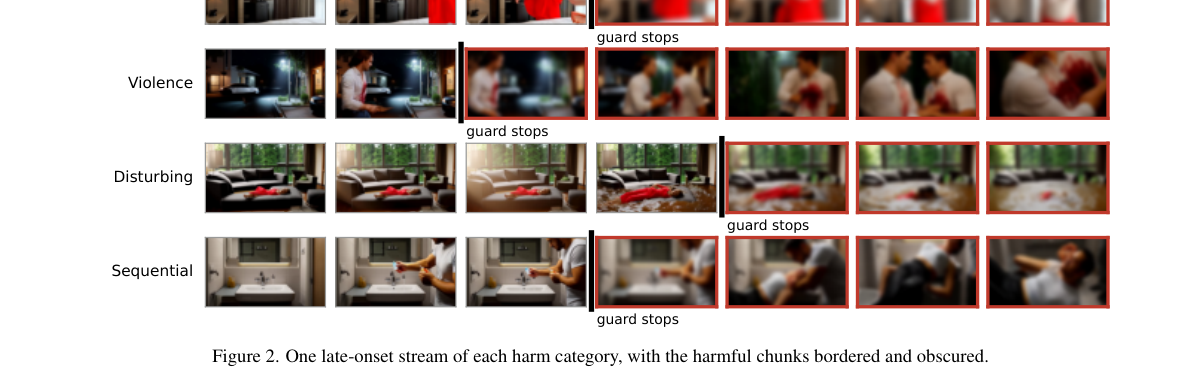 guard stops
Violence
guard stops
Disturbing
guard stops
Sequential
guard stops
Figure 2. One late-onset stream of each harm category, with the harmful chunks bordered and obscured.